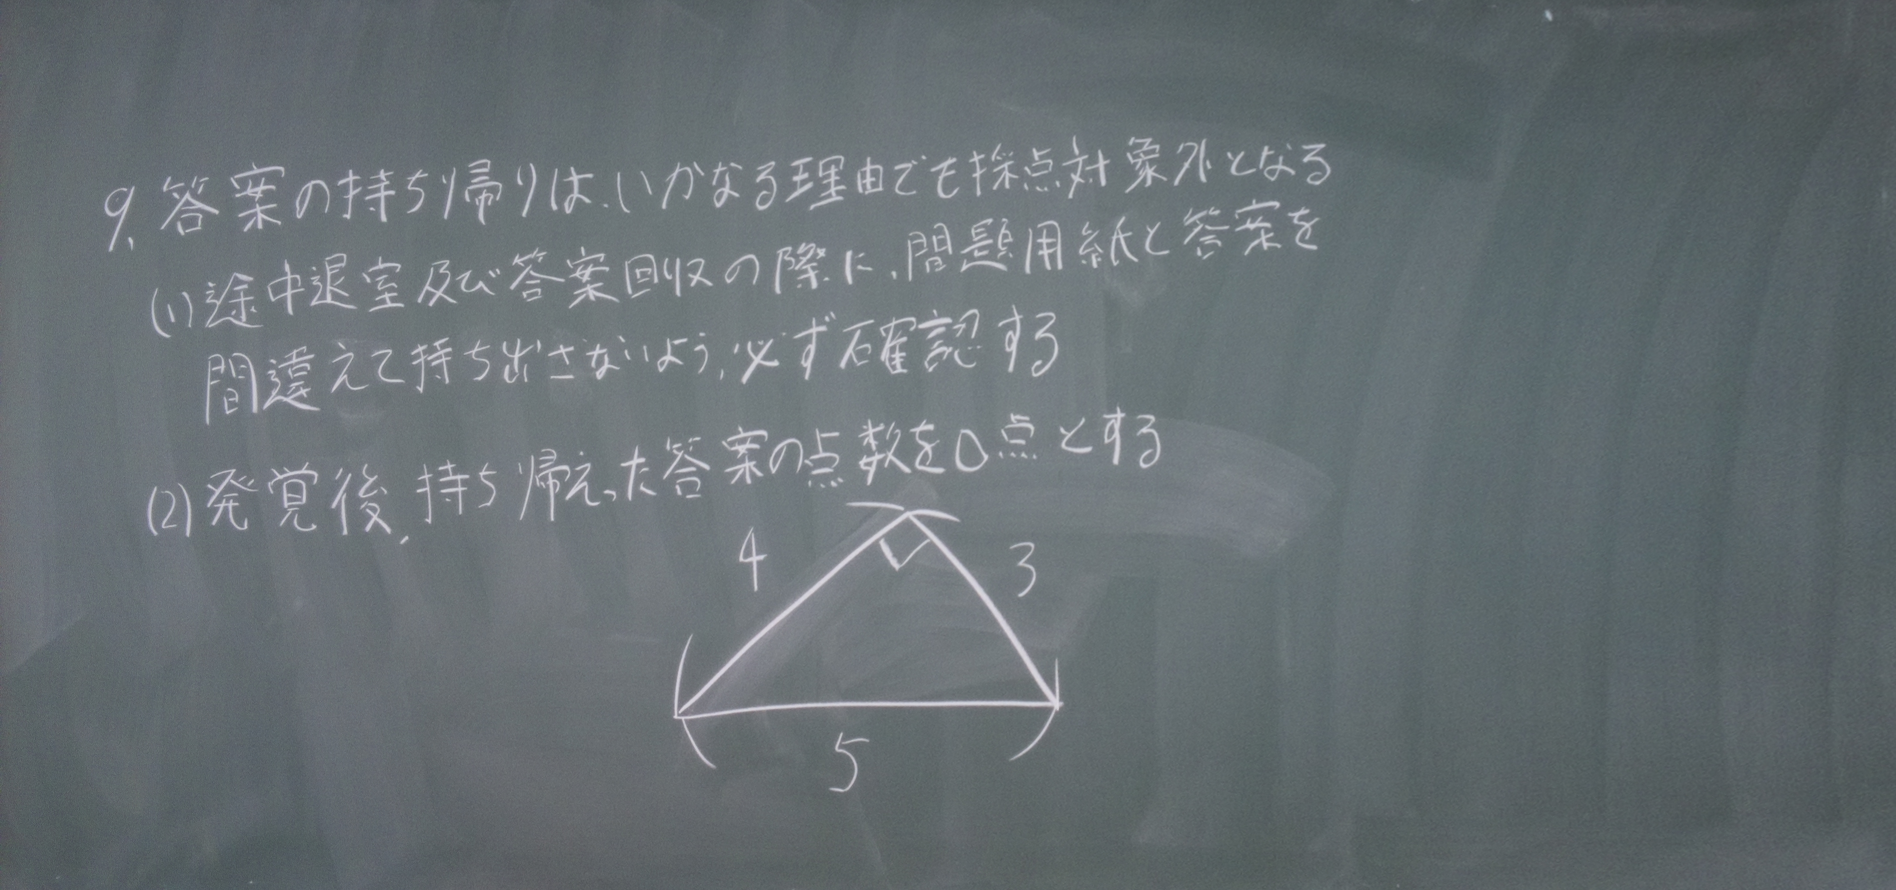 9. 答案の持ち帰りは、いかなる理由でも採点対象外となる
(1) 途中退室及び答案回収の際に、問題用紙と答案を
間違えて持ち出さないよう、必ず確認する
(2) 発覚後、持ち帰えった答案の点数を0点とする
4
3
5